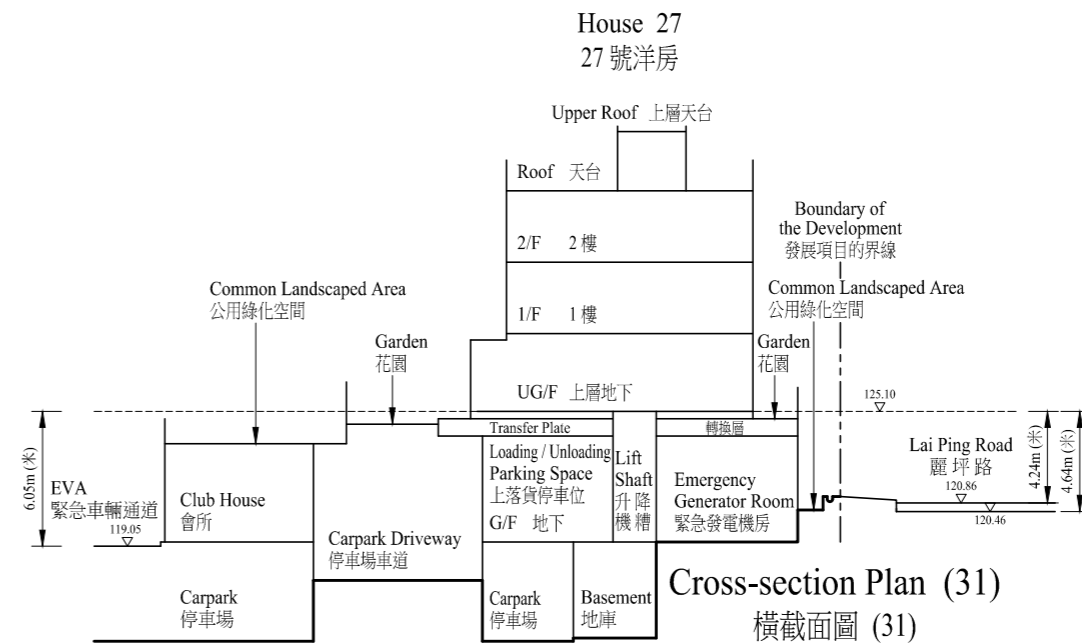 House 27
27 號洋房
Upper Roof 上層天台
Roof 天台
2/F 2 樓
1/F 1 樓
UG/F 上層地下
Boundary of
the Development
發展項目的界線
Common Landscaped Area
公用綠化空間
Garden
花園
Common Landscaped Area
公用綠化空間
Garden
花園
125.10
Transfer Plate
轉換層
6.05m (米)
EVA
緊急車輛通道
119.05
Club House
會所
Loading / Unloading
Parking Space
上落貨停車位
G/F 地下
Lift
Shaft
升降
機槽
Emergency
Generator Room
緊急發電機房
Lai Ping Road
麗坪路
120.86
120.46
4.24m (米)
4.64m (米)
Carpark Driveway
停車場車道
Carpark
停車場
Carpark
停車場
Basement
地庫
Cross-section Plan (31)
橫截面圖 (31)